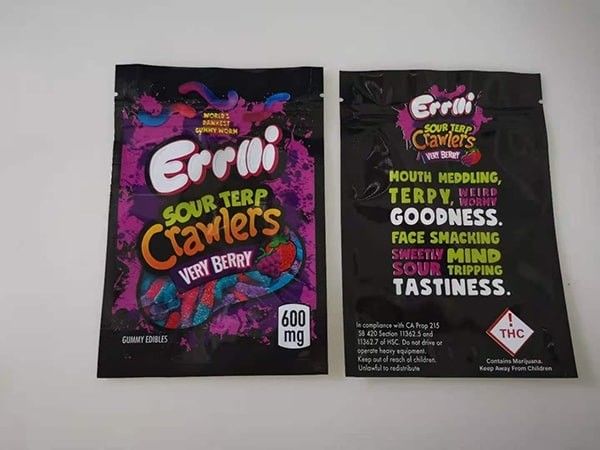 WORLD'S
DANKEST
GUMMY WORM
Errlli
SOUR TERP
Crawlers
VERY BERRY
600
mg
GUMMY EDIBLES
Errlli
SOUR TERP
Crawlers
VERY BERRY
MOUTH MEDDLING,
TERPY, WEIRD WORMY
GOODNESS.
FACE SMACKING
SWEETLY SOUR MIND TRIPPING
TASTINESS.
In compliance with CA Prop 215
SB 420 Section 11362.5 and
11362.7 of HSC. Do not drive or
operate heavy equipment.
Keep out of reach of children.
Unlawful to redistribute
!
THC
Contains Marijuana.
Keep Away From Children